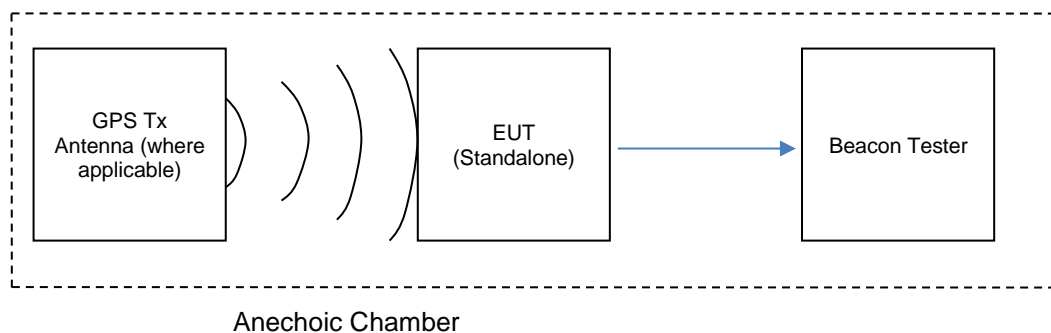 GPS Tx
Antenna (where
applicable)
EUT
(Standalone)
Beacon Tester
Anechoic Chamber